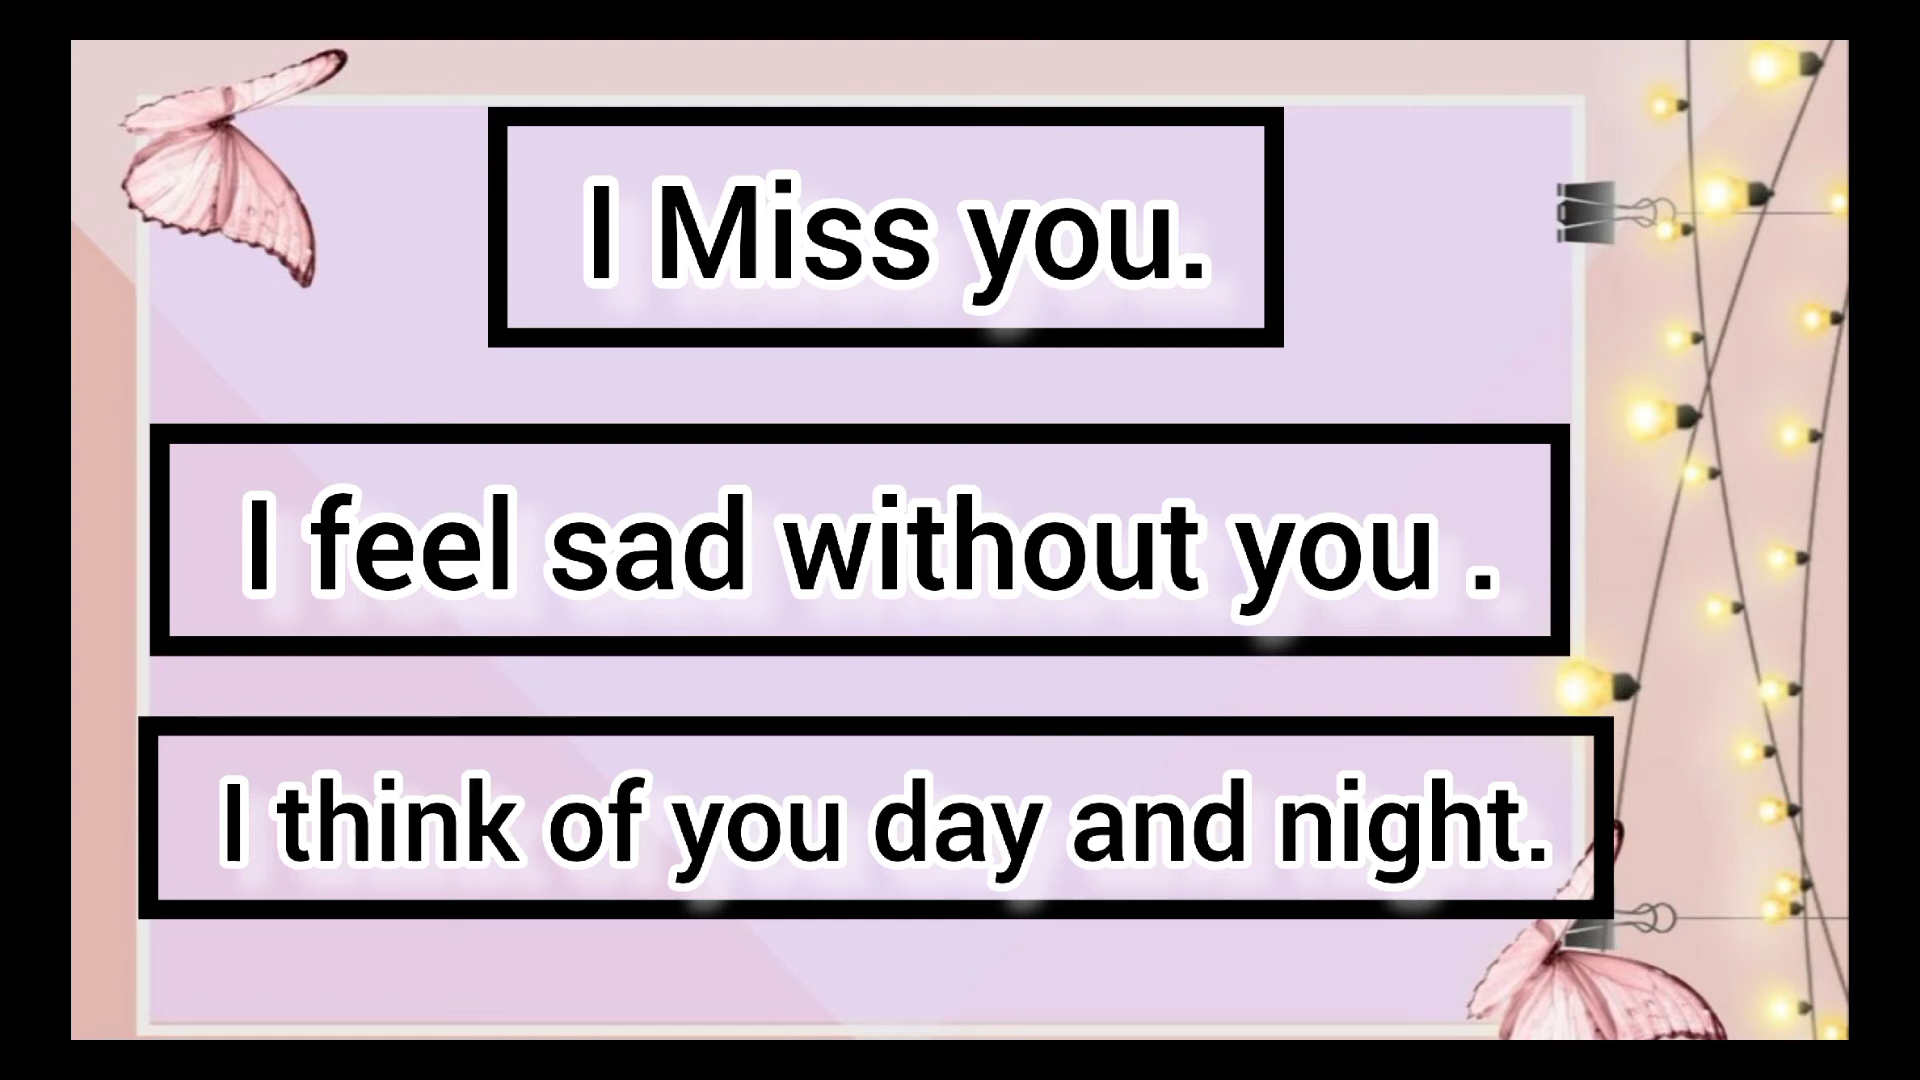 I Miss you.
I feel sad without you .
I think of you day and night.